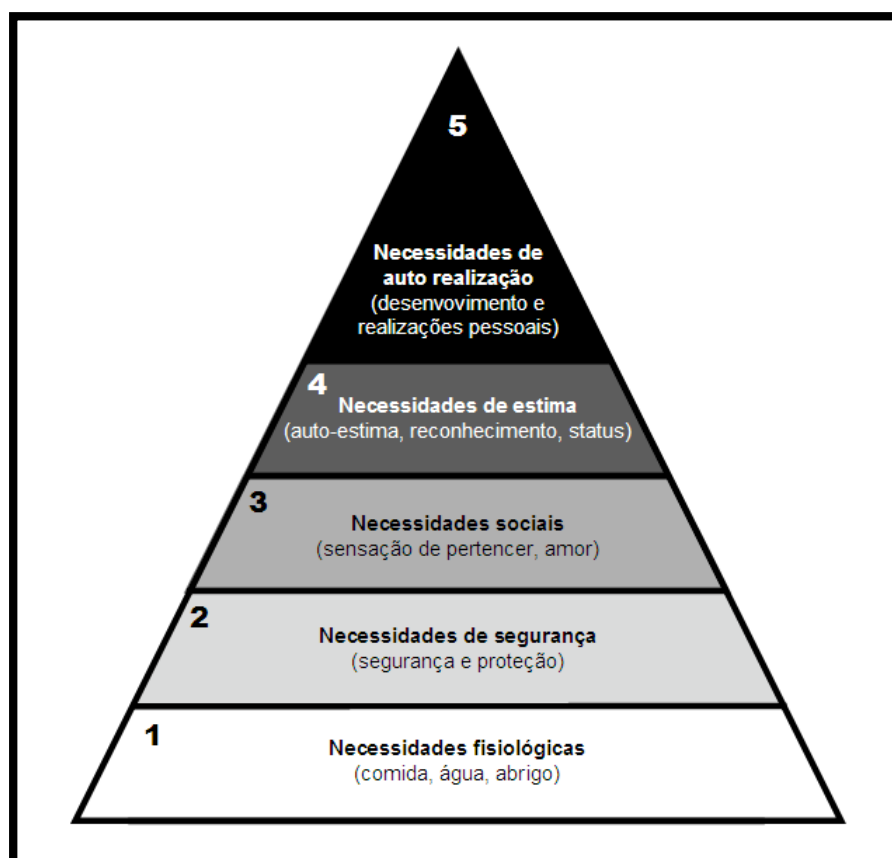 5
Necessidades de
auto realização
(desenvovimento e
realizações pessoais)
4
Necessidades de estima
(auto-estima, reconhecimento, status)
3
Necessidades sociais
(sensação de pertencer, amor)
2
Necessidades de segurança
(segurança e proteção)
1
Necessidades fisiológicas
(comida, água, abrigo)